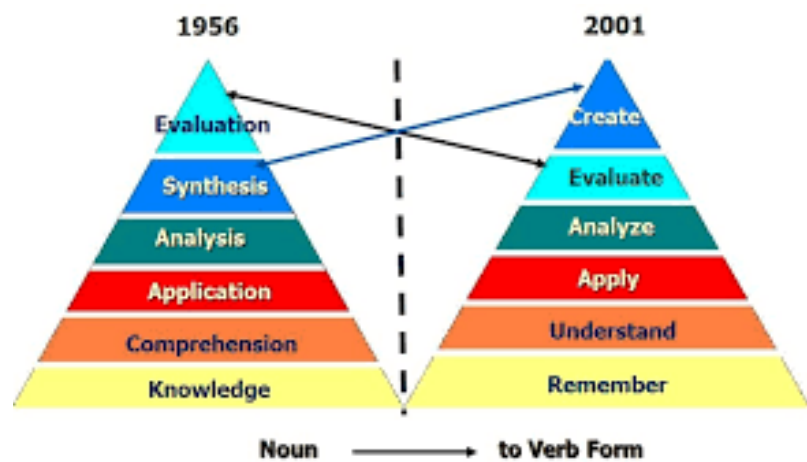 1956
2001
Evaluation
Create
Synthesis
Evaluate
Analysis
Analyze
Application
Apply
Comprehension
Understand
Knowledge
Remember
Noun
to Verb Form